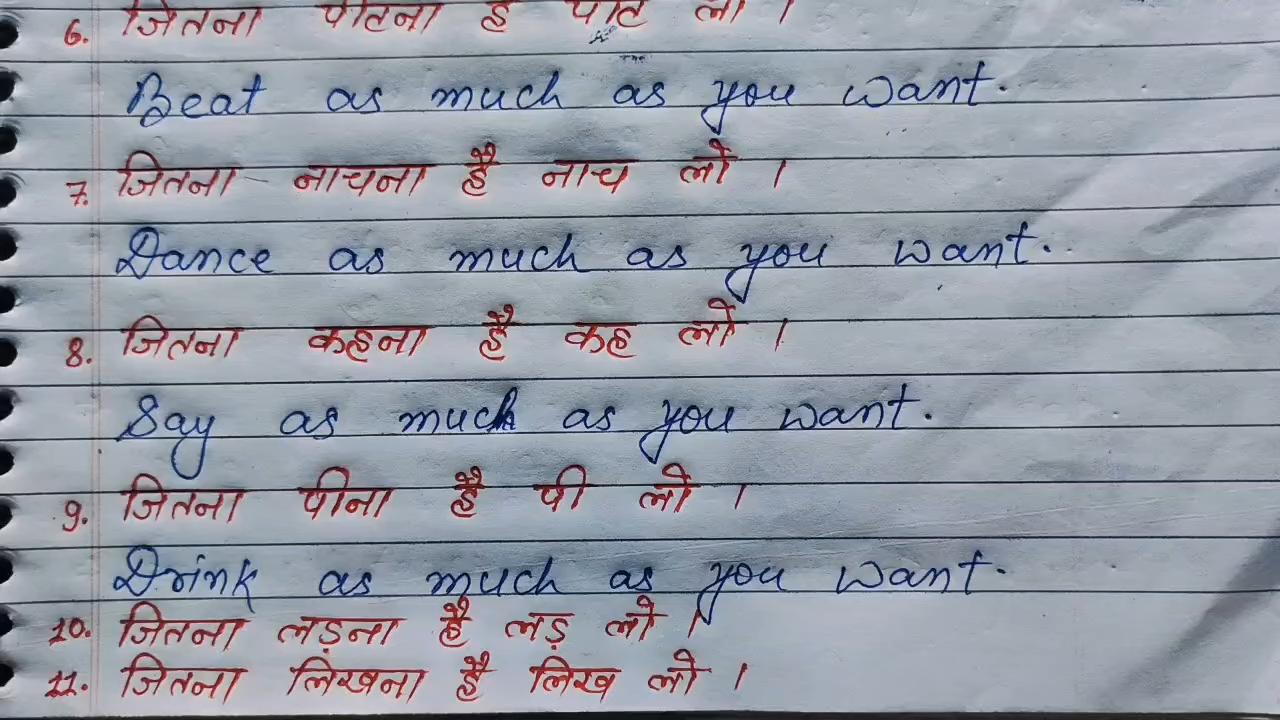 6. जितना पीटना है पीट लो ।
Beat as much as you want.
7. जितना नाचना है नाच लो ।
Dance as much as you want.
8. जितना कहना है कह लो ।
Say as much as you want.
9. जितना पीना है पी लो ।
Drink as much as you want.
10. जितना लड़ना है लड़ लो ।
11. जितना लिखना है लिख लो ।